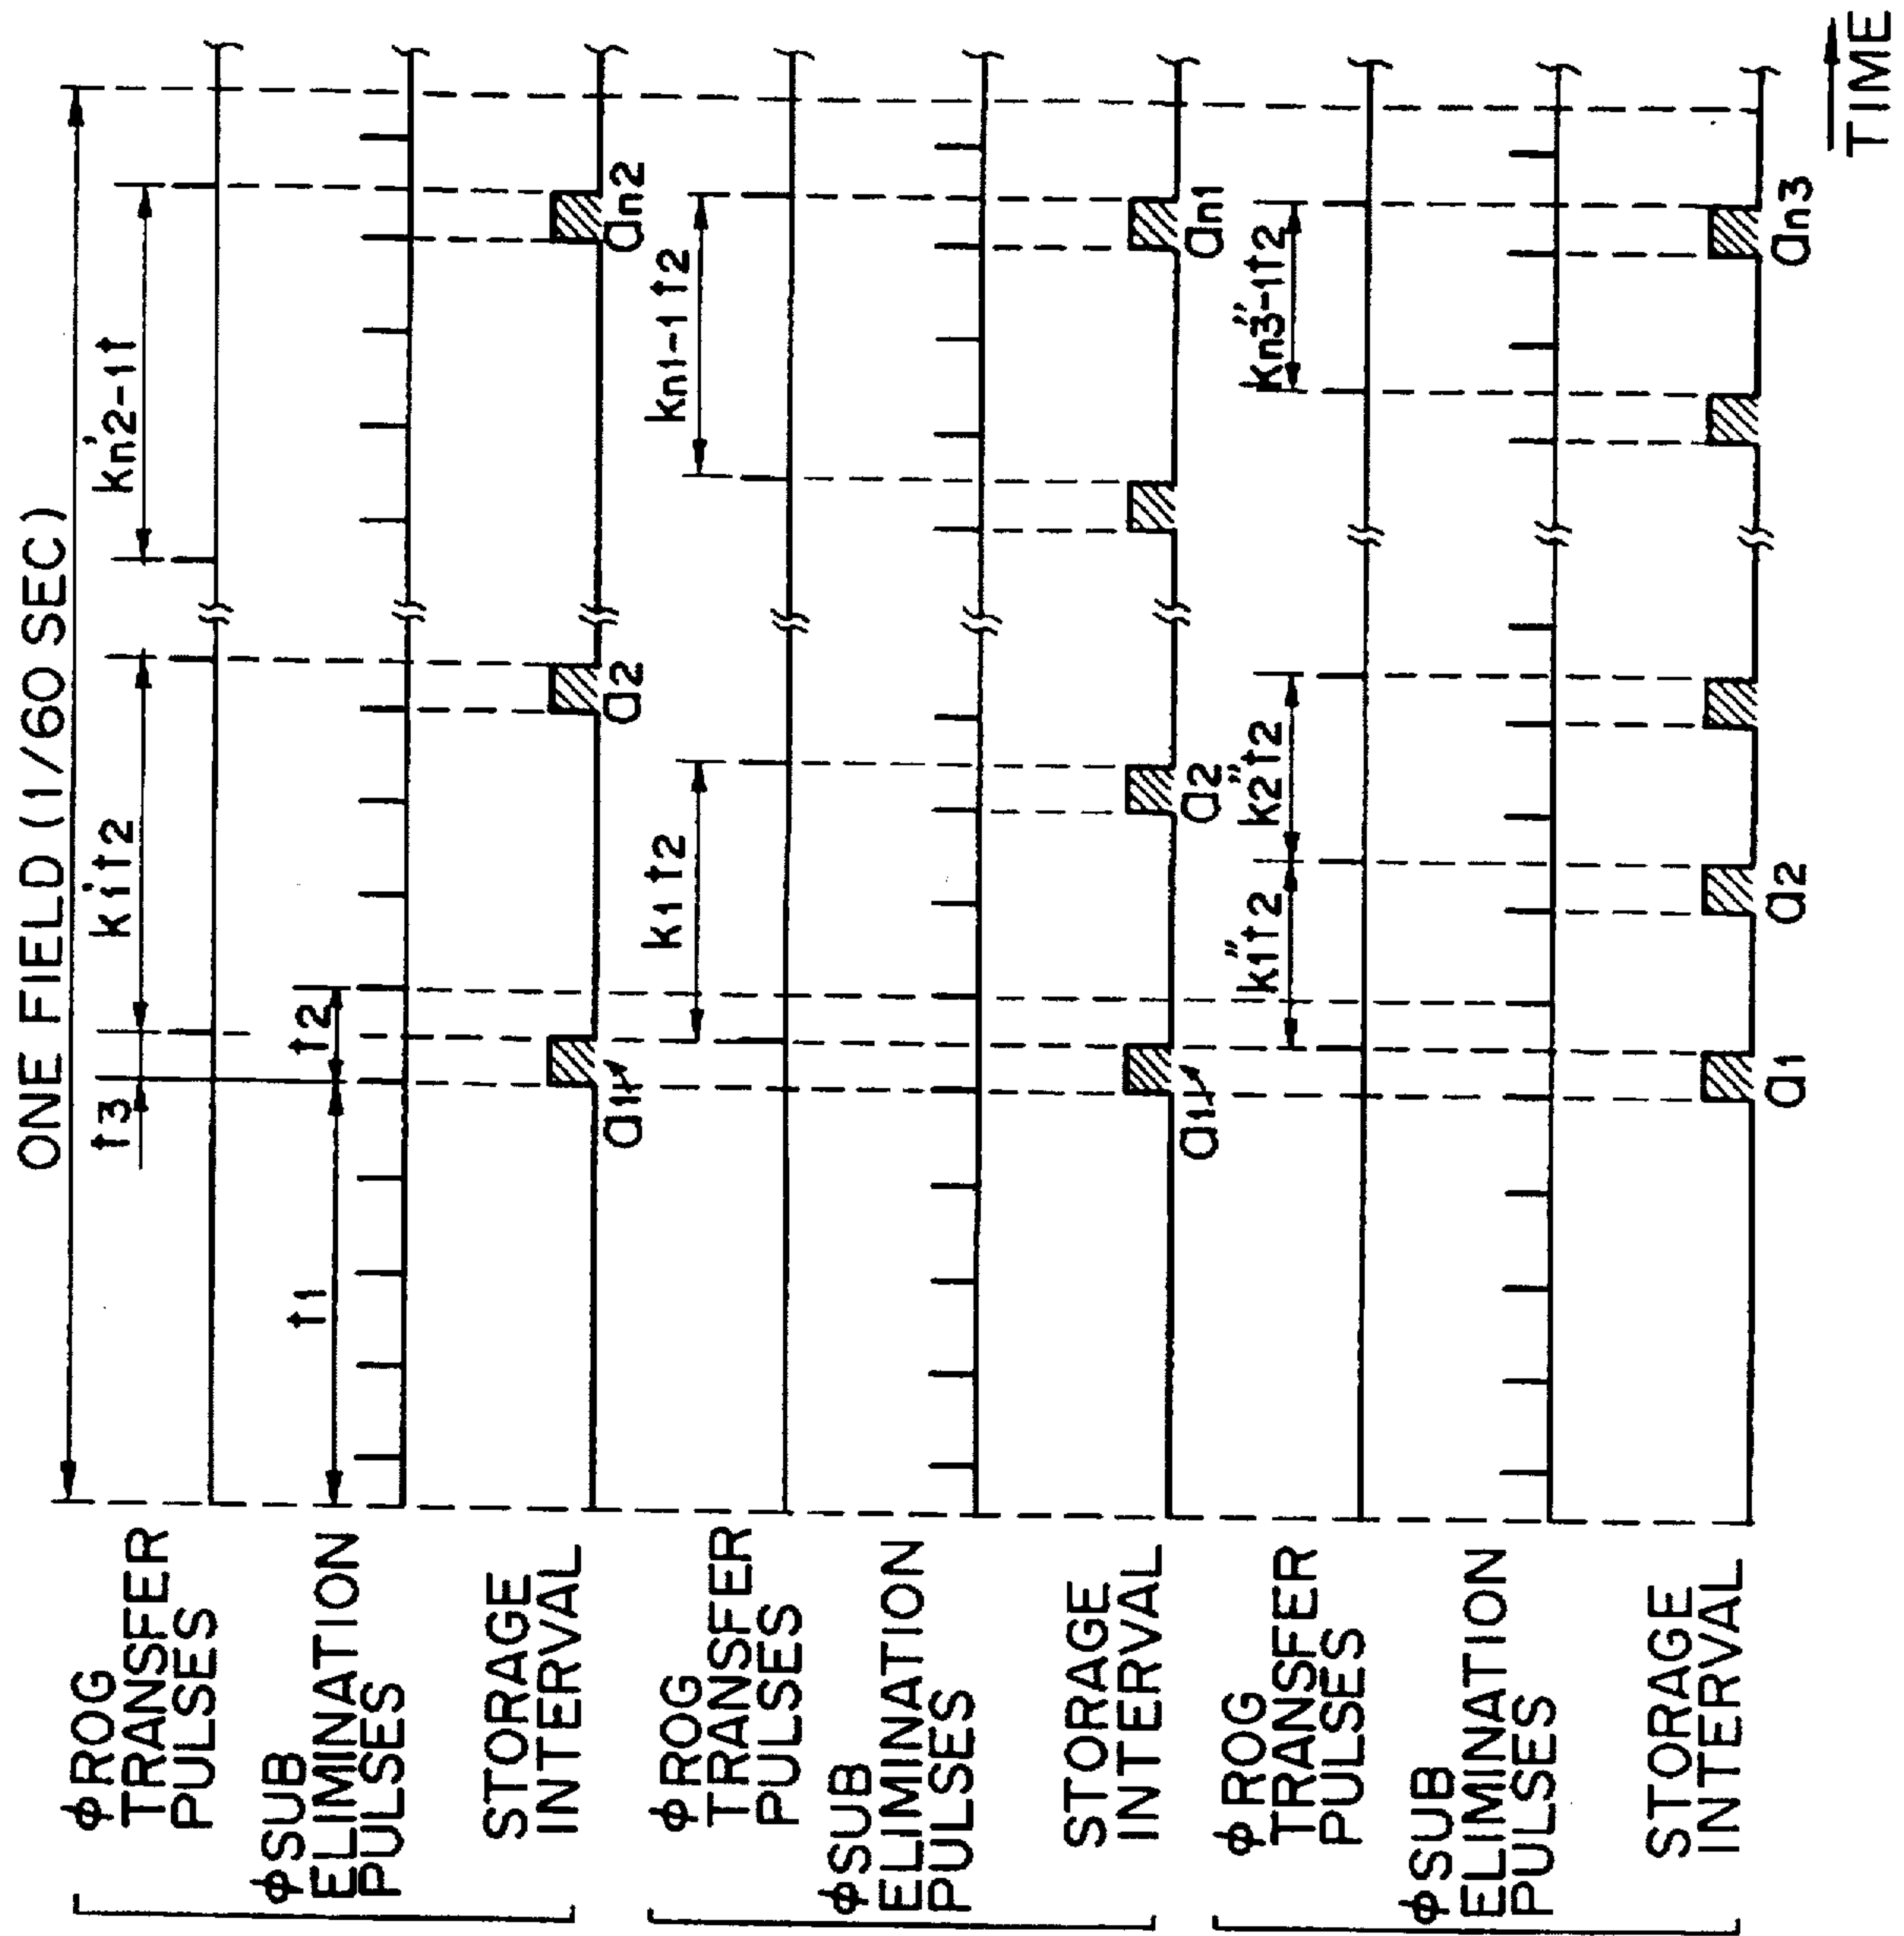 ONE FIELD (1/60 SEC)
ϕROG
TRANSFER
PULSES
t3
k1't2
kn2'-1t
ϕSUB
ELIMINATION
PULSES
t1
t2
STORAGE
INTERVAL
a1
a2
an2
ϕROG
TRANSFER
PULSES
k1t2
kn1-1t2
ϕSUB
ELIMINATION
PULSES
STORAGE
INTERVAL
a1
a2
an1
ϕROG
TRANSFER
PULSES
k1"t2
k2"t2
kn3"-1t2
ϕSUB
ELIMINATION
PULSES
STORAGE
INTERVAL
a1
a2
an3
TIME